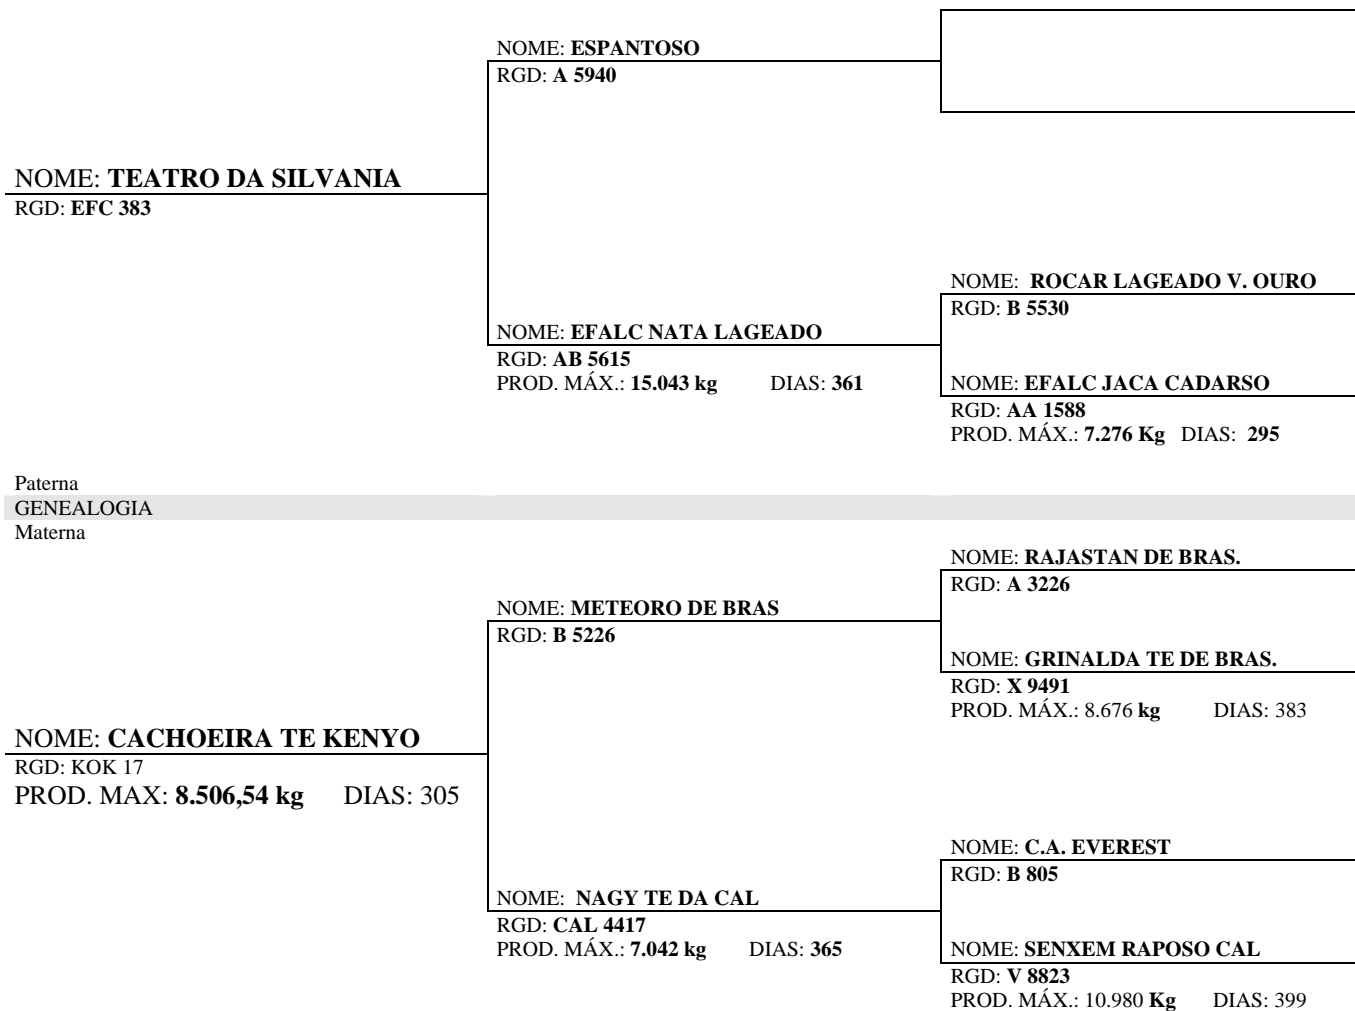 NOME: ESPANTOSO
RGD: A 5940
NOME: TEATRO DA SILVANIA
RGD: EFC 383
NOME: ROCAR LAGEADO V. OURO
RGD: B 5530
NOME: EFALC NATA LAGEADO
RGD: AB 5615
PROD. MÁX.: 15.043 kg DIAS: 361
NOME: EFALC JACA CADARSO
RGD: AA 1588
PROD. MÁX.: 7.276 Kg DIAS: 295
Paterna
GENEALOGIA
Materna
NOME: RAJASTAN DE BRAS.
RGD: A 3226
NOME: METEORO DE BRAS
RGD: B 5226
NOME: GRINALDA TE DE BRAS.
RGD: X 9491
PROD. MÁX.: 8.676 kg DIAS: 383
NOME: CACHOEIRA TE KENYO
RGD: KOK 17
PROD. MAX: 8.506,54 kg DIAS: 305
NOME: C.A. EVEREST
RGD: B 805
NOME: NAGY TE DA CAL
RGD: CAL 4417
PROD. MÁX.: 7.042 kg DIAS: 365
NOME: SENXEM RAPOSO CAL
RGD: V 8823
PROD. MÁX.: 10.980 Kg DIAS: 399